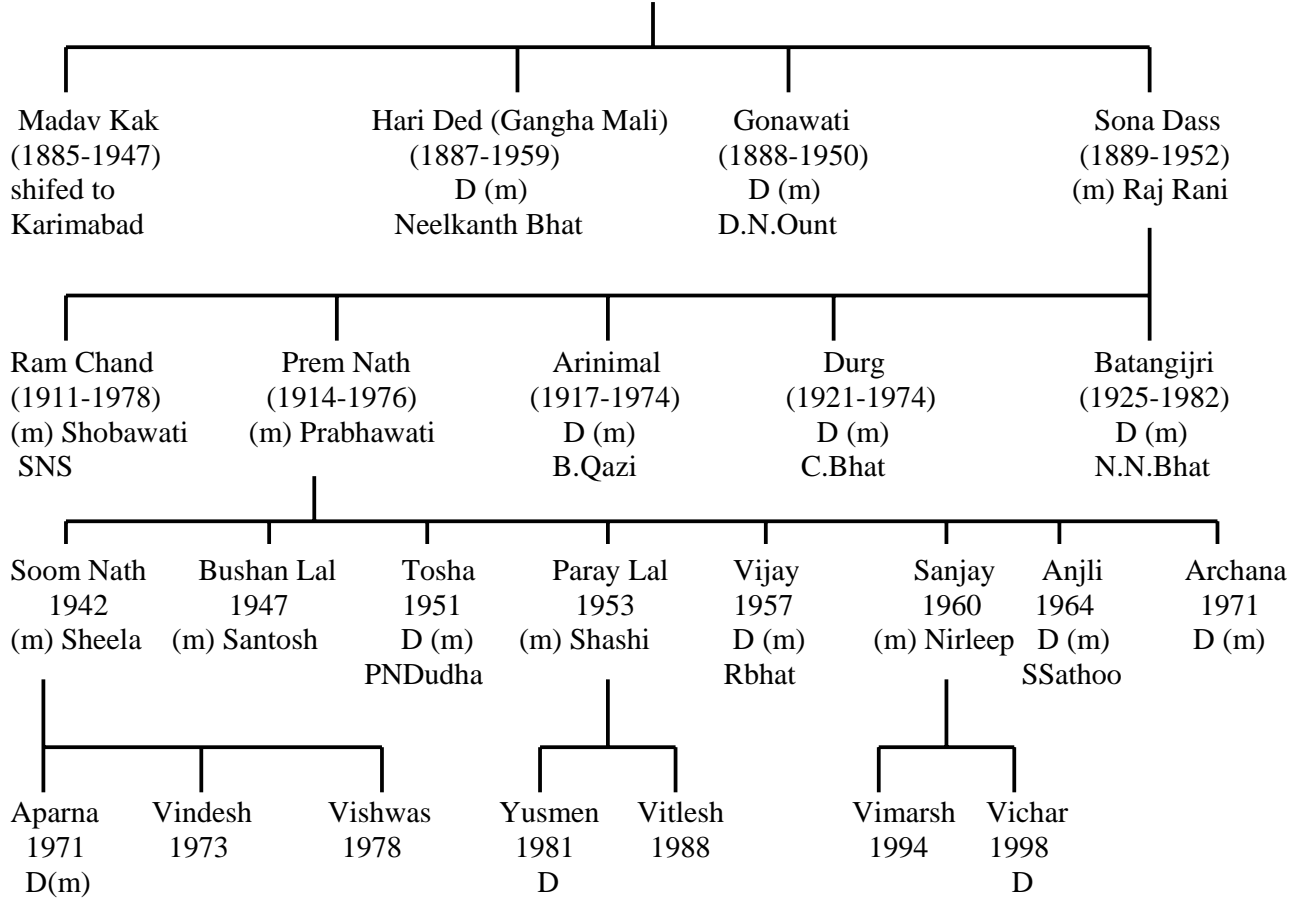 Madav Kak Hari Ded (Gangha Mali) Gonawati Sona Dass
(1885-1947) (1887-1959) (1888-1950) (1889-1952)
shifed to D (m) D (m) (m) Raj Rani
Karimabad Neelkanth Bhat D.N.Ount
Ram Chand Prem Nath Arinimal Durg Batangijri
(1911-1978) (1914-1976) (1917-1974) (1921-1974) (1925-1982)
(m) Shobawati (m) Prabhawati D (m) D (m) D (m)
SNS B.Qazi C.Bhat N.N.Bhat
Soom Nath Bushan Lal Tosha Paray Lal Vijay Sanjay Anjli Archana
1942 1947 1951 1953 1957 1960 1964 1971
(m) Sheela (m) Santosh D (m) (m) Shashi D (m) (m) Nirleep D (m) D (m)
PNDudha Rbhat SSathoo
Aparna Vindesh Vishwas Yusmen Vitlesh Vimarsh Vichar
1971 1973 1978 1981 1988 1994 1998
D(m) D D